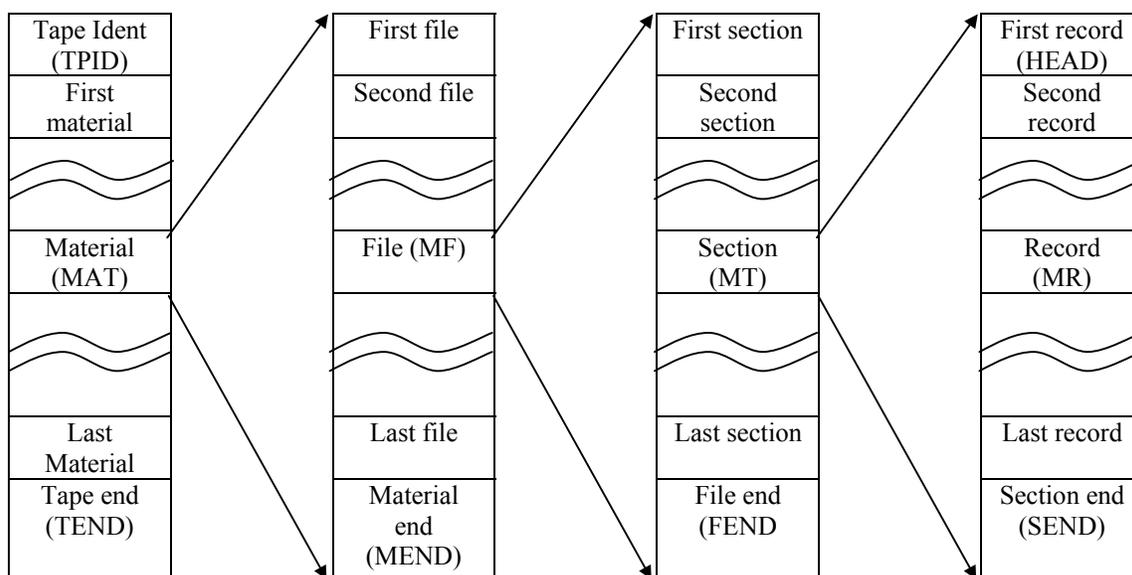 Tape Ident
(TPID)
First
material
Material
(MAT)
Last
Material
Tape end
(TEND)
First file
Second file
File (MF)
Last file
Material
end
(MEND)
First section
Second
section
Section
(MT)
Last section
File end
(FEND
First record
(HEAD)
Second
record
Record
(MR)
Last record
Section end
(SEND)